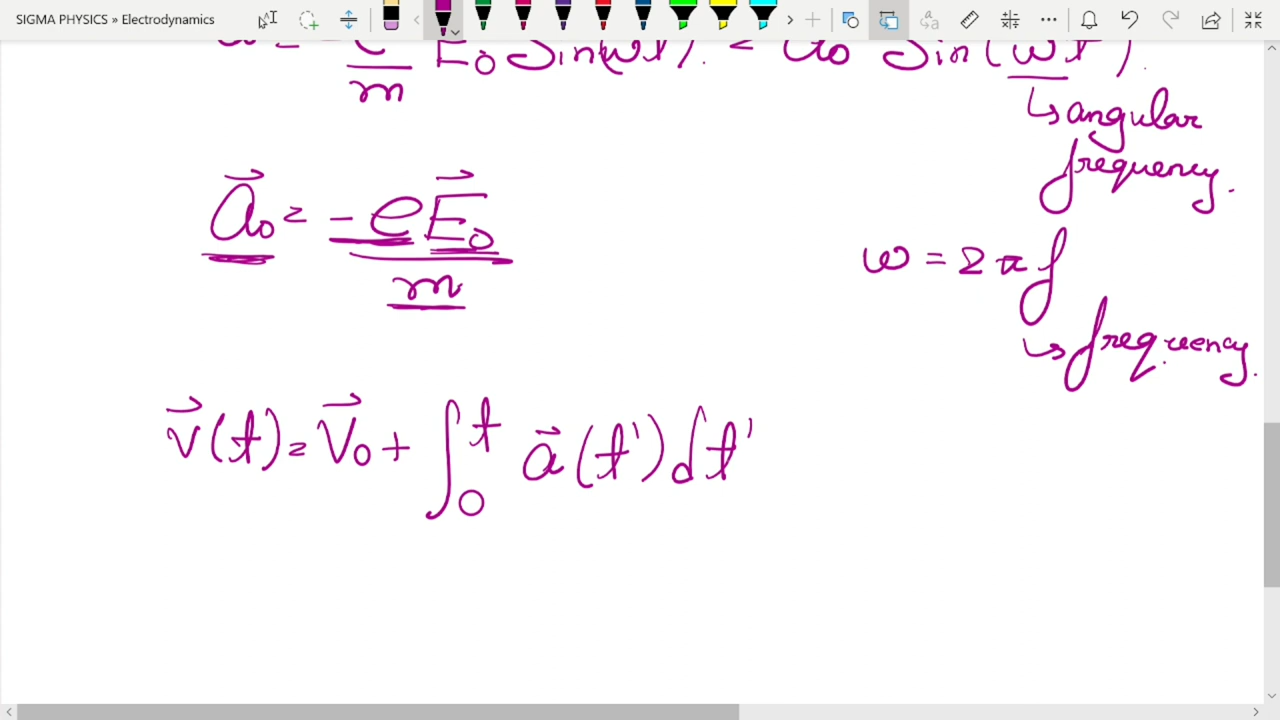 SIGMA PHYSICS » Electrodynamics
a = -e/m E₀ Sin(ωt). = a₀ Sin(ωt).
↳ angular
frequency.
a⃗₀ = -eE⃗₀/m
ω = 2πf
↳ frequency.
v⃗(t) = V⃗₀ + ∫₀ᵗ a⃗(t')dt'